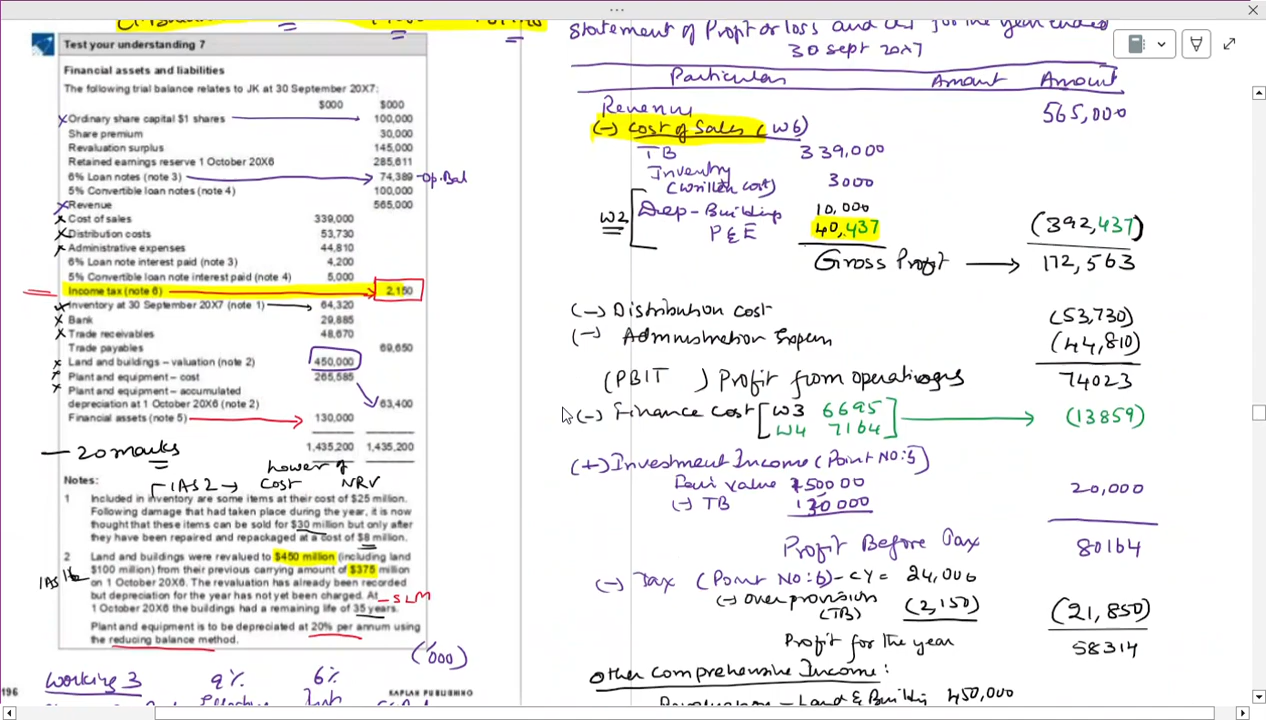 Statement of Profit or loss and OCI for the year ended
30 sept 20x7
Test your understanding 7
Financial assets and liabilities
The following trial balance relates to JK at 30 September 20X7:
$000 $000
Ordinary share capital $1 shares 100,000
Share premium 30,000
Revaluation surplus 145,000
Retained earnings reserve 1 October 20X6 285,611
6% Loan notes (note 3) 74,389 -Op.Bal
5% Convertible loan notes (note 4) 100,000
Revenue 565,000
Cost of sales 339,000
Distribution costs 53,730
Administrative expenses 44,810
6% Loan note interest paid (note 3) 4,200
5% Convertible loan note interest paid (note 4) 5,000
Income tax (note 6) 2,150
Inventory at 30 September 20X7 (note 1) 64,320
Bank 29,885
Trade receivables 48,670
Trade payables 69,650
Land and buildings – valuation (note 2) 450,000
Plant and equipment – cost 265,585
Plant and equipment – accumulated
depreciation at 1 October 20X6 (note 2) 63,400
Financial assets (note 5) 130,000
1,435,200 1,435,200
— 20 marks
Lower of
IAS 2 → Cost NRV
Notes:
1 Included in inventory are some items at their cost of $25 million.
Following damage that had taken place during the year, it is now
thought that these items can be sold for $30 million but only after
they have been repaired and repackaged at a cost of $8 million.
2 Land and buildings were revalued to $450 million (including land
$100 million) from their previous carrying amount of $375 million
on 1 October 20X6. The revaluation has already been recorded
but depreciation for the year has not yet been charged. At
1 October 20X6 the buildings had a remaining life of 35 years.
IAS 16
- SLM
Plant and equipment is to be depreciated at 20% per annum using
the reducing balance method.
('000)
196
Working 3 9% 6%
KAPLAN PUBLISHING
Particulars Amount Amount
Revenue 565,000
(-) Cost of Sales (W6)
TB 339,000
Inventory
(written cost) 3000
W2 Dep - Building 10,000
P&E 40,437 (392,437)
Gross Profit → 172,563
(-) Distribution cost (53,730)
(-) Administration Expen (44,810)
(PBIT ) Profit from operations 74023
(-) Finance cost W3 6695 (13859)
W4 7164
(+) Investment Income (Point NO:5)
Fair value 150000 20,000
(-) TB 130000
Profit Before Tax 80164
(-) Tax (Point NO:6) - CY = 24,006
(-) Over provision
(TB) (2,150) (21,850)
Profit for the year 58314
Other comprehensive Income:
Revaluation - Land & Building 450,000